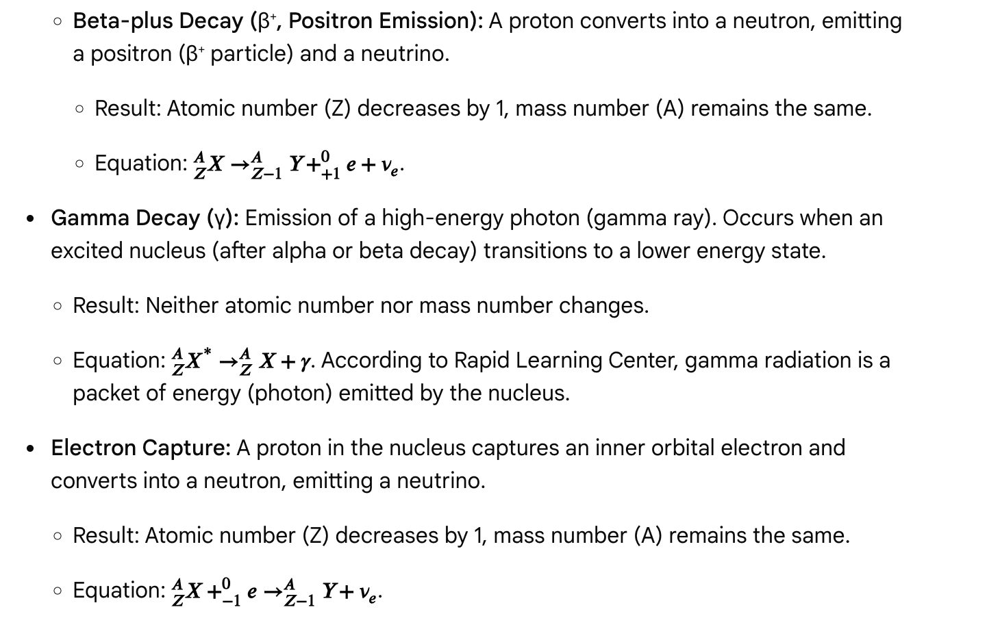 ◦ Beta-plus Decay (β⁺, Positron Emission): A proton converts into a neutron, emitting
a positron (β⁺ particle) and a neutrino.
◦ Result: Atomic number (Z) decreases by 1, mass number (A) remains the same.
◦ Equation: $^{A}_{Z}X \rightarrow ^{A}_{Z-1} Y + ^{0}_{+1} e + \nu_e$.
• Gamma Decay (γ): Emission of a high-energy photon (gamma ray). Occurs when an
excited nucleus (after alpha or beta decay) transitions to a lower energy state.
◦ Result: Neither atomic number nor mass number changes.
◦ Equation: $^{A}_{Z}X^{*} \rightarrow ^{A}_{Z} X + \gamma$. According to Rapid Learning Center, gamma radiation is a
packet of energy (photon) emitted by the nucleus.
• Electron Capture: A proton in the nucleus captures an inner orbital electron and
converts into a neutron, emitting a neutrino.
◦ Result: Atomic number (Z) decreases by 1, mass number (A) remains the same.
◦ Equation: $^{A}_{Z}X + ^{0}_{-1} e \rightarrow ^{A}_{Z-1} Y + \nu_e$.